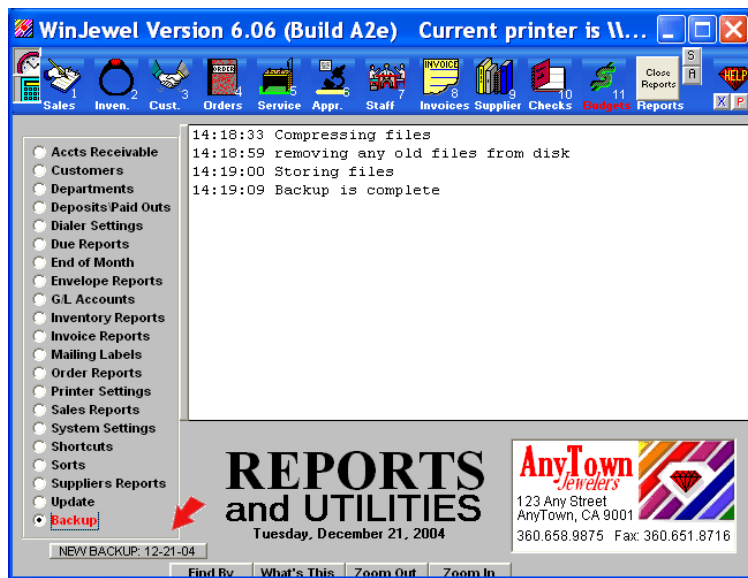 WinJewel Version 6.06 (Build A2e) Current printer is \\...
INVOICE
ORDER
Close
Reports
S
A
HELP
1 2 3 4 5 6 7 8 9 10 11
Sales Inven. Cust. Orders Service Appr. Staff Invoices Supplier Checks Budgets Reports
X P
14:18:33 Compressing files
14:18:59 removing any old files from disk
14:19:00 Storing files
14:19:09 Backup is complete
Accts Receivable
Customers
Departments
Deposits\Paid Outs
Dialer Settings
Due Reports
End of Month
Envelope Reports
G/L Accounts
Inventory Reports
Invoice Reports
Mailing Labels
Order Reports
Printer Settings
Sales Reports
System Settings
Shortcuts
Sorts
Suppliers Reports
Update
Backup
NEW BACKUP: 12-21-04
REPORTS
and UTILITIES
Tuesday, December 21, 2004
AnyTown
Jewelers
123 Any Street
AnyTown, CA 9001
360.658.9875 Fax: 360.651.8716
Find By What's This Zoom Out Zoom In